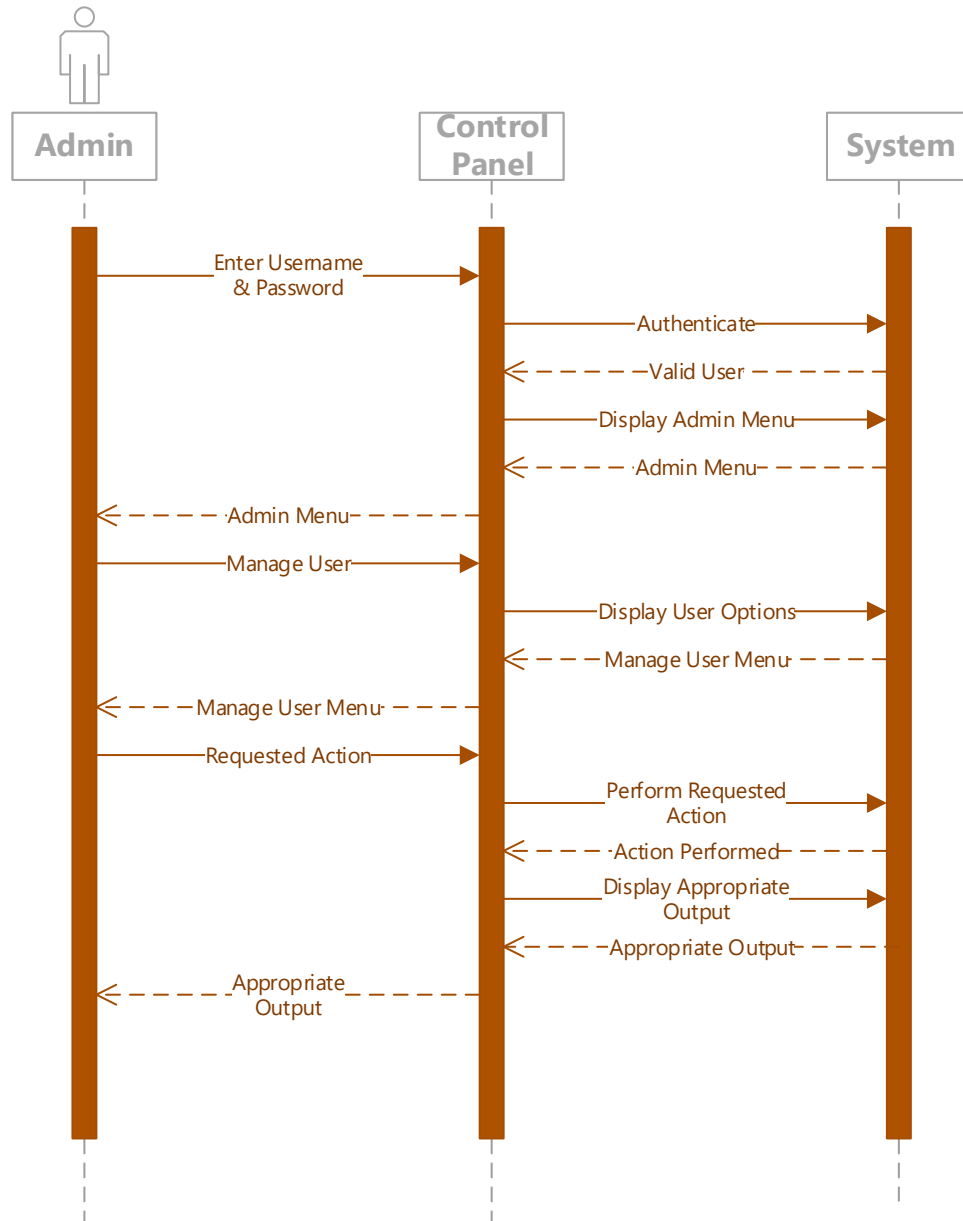 Admin
Control
Panel
System
Enter Username
& Password
Authenticate
Valid User
Display Admin Menu
Admin Menu
Admin Menu
Manage User
Display User Options
Manage User Menu
Manage User Menu
Requested Action
Perform Requested
Action
Action Performed
Display Appropriate
Output
Appropriate Output
Appropriate
Output